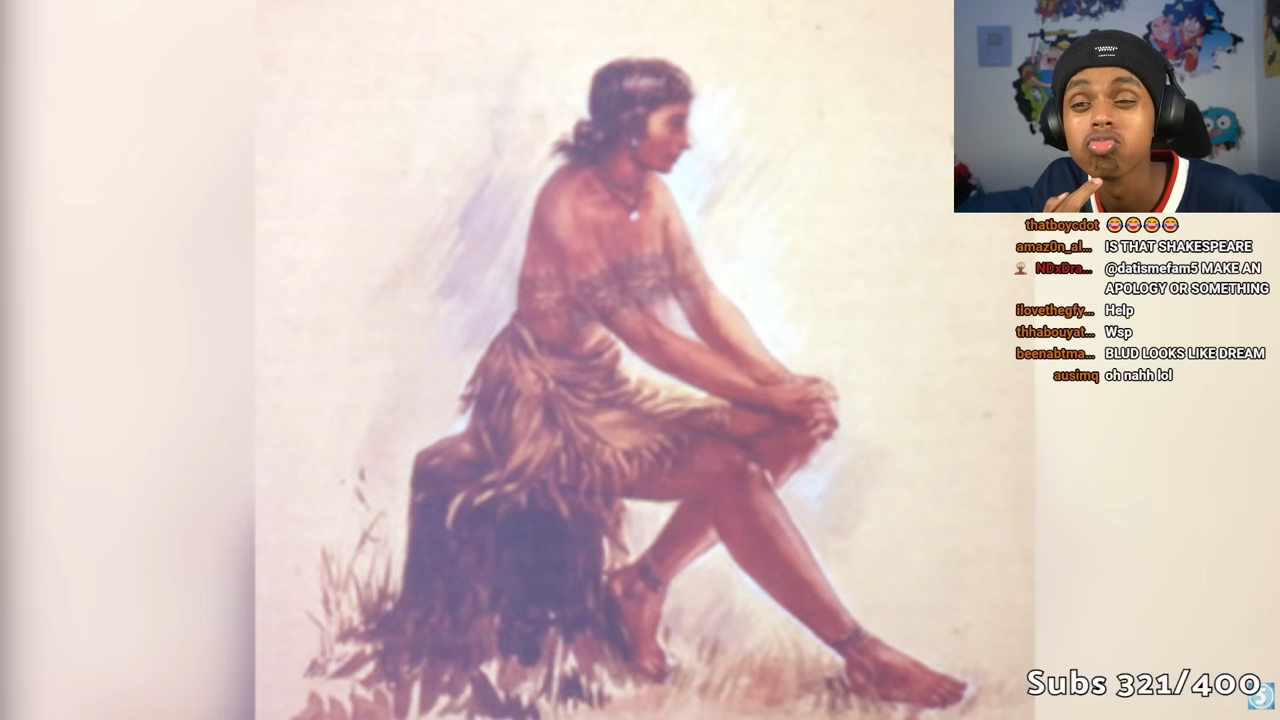 thatboycdot
amaz0n_al... IS THAT SHAKESPEARE
NDxDra... @datismefam5 MAKE AN
APOLOGY OR SOMETHING
ilovethegfy... Help
thhabouyat... Wsp
beenabtma... BLUD LOOKS LIKE DREAM
ausimq oh nahh lol
Subs 321/400